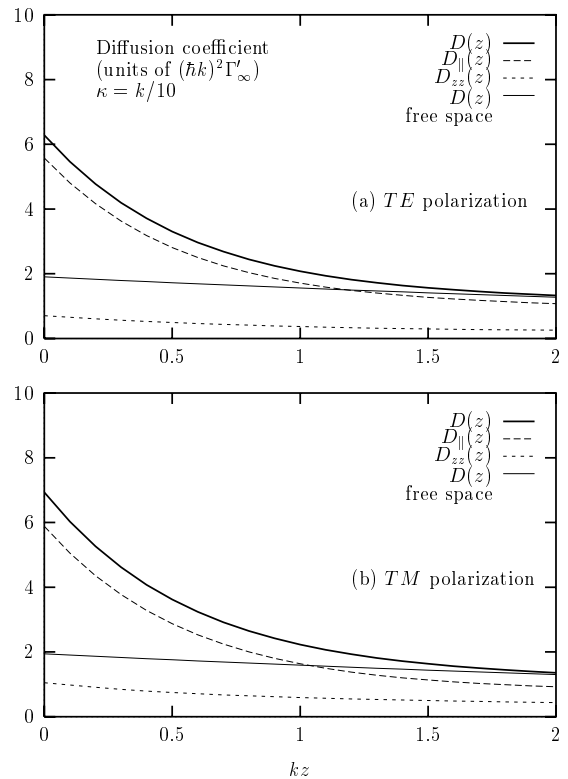 10
8
6
4
2
0
Diffusion coefficient
(units of (ħk)²Γ′∞)
κ = k/10
D(z)
D∥(z)
Dzz(z)
D(z)
free space
(a) TE polarization
0 0.5 1 1.5 2
10
8
6
4
2
0
D(z)
D∥(z)
Dzz(z)
D(z)
free space
(b) TM polarization
0 0.5 1 1.5 2
kz